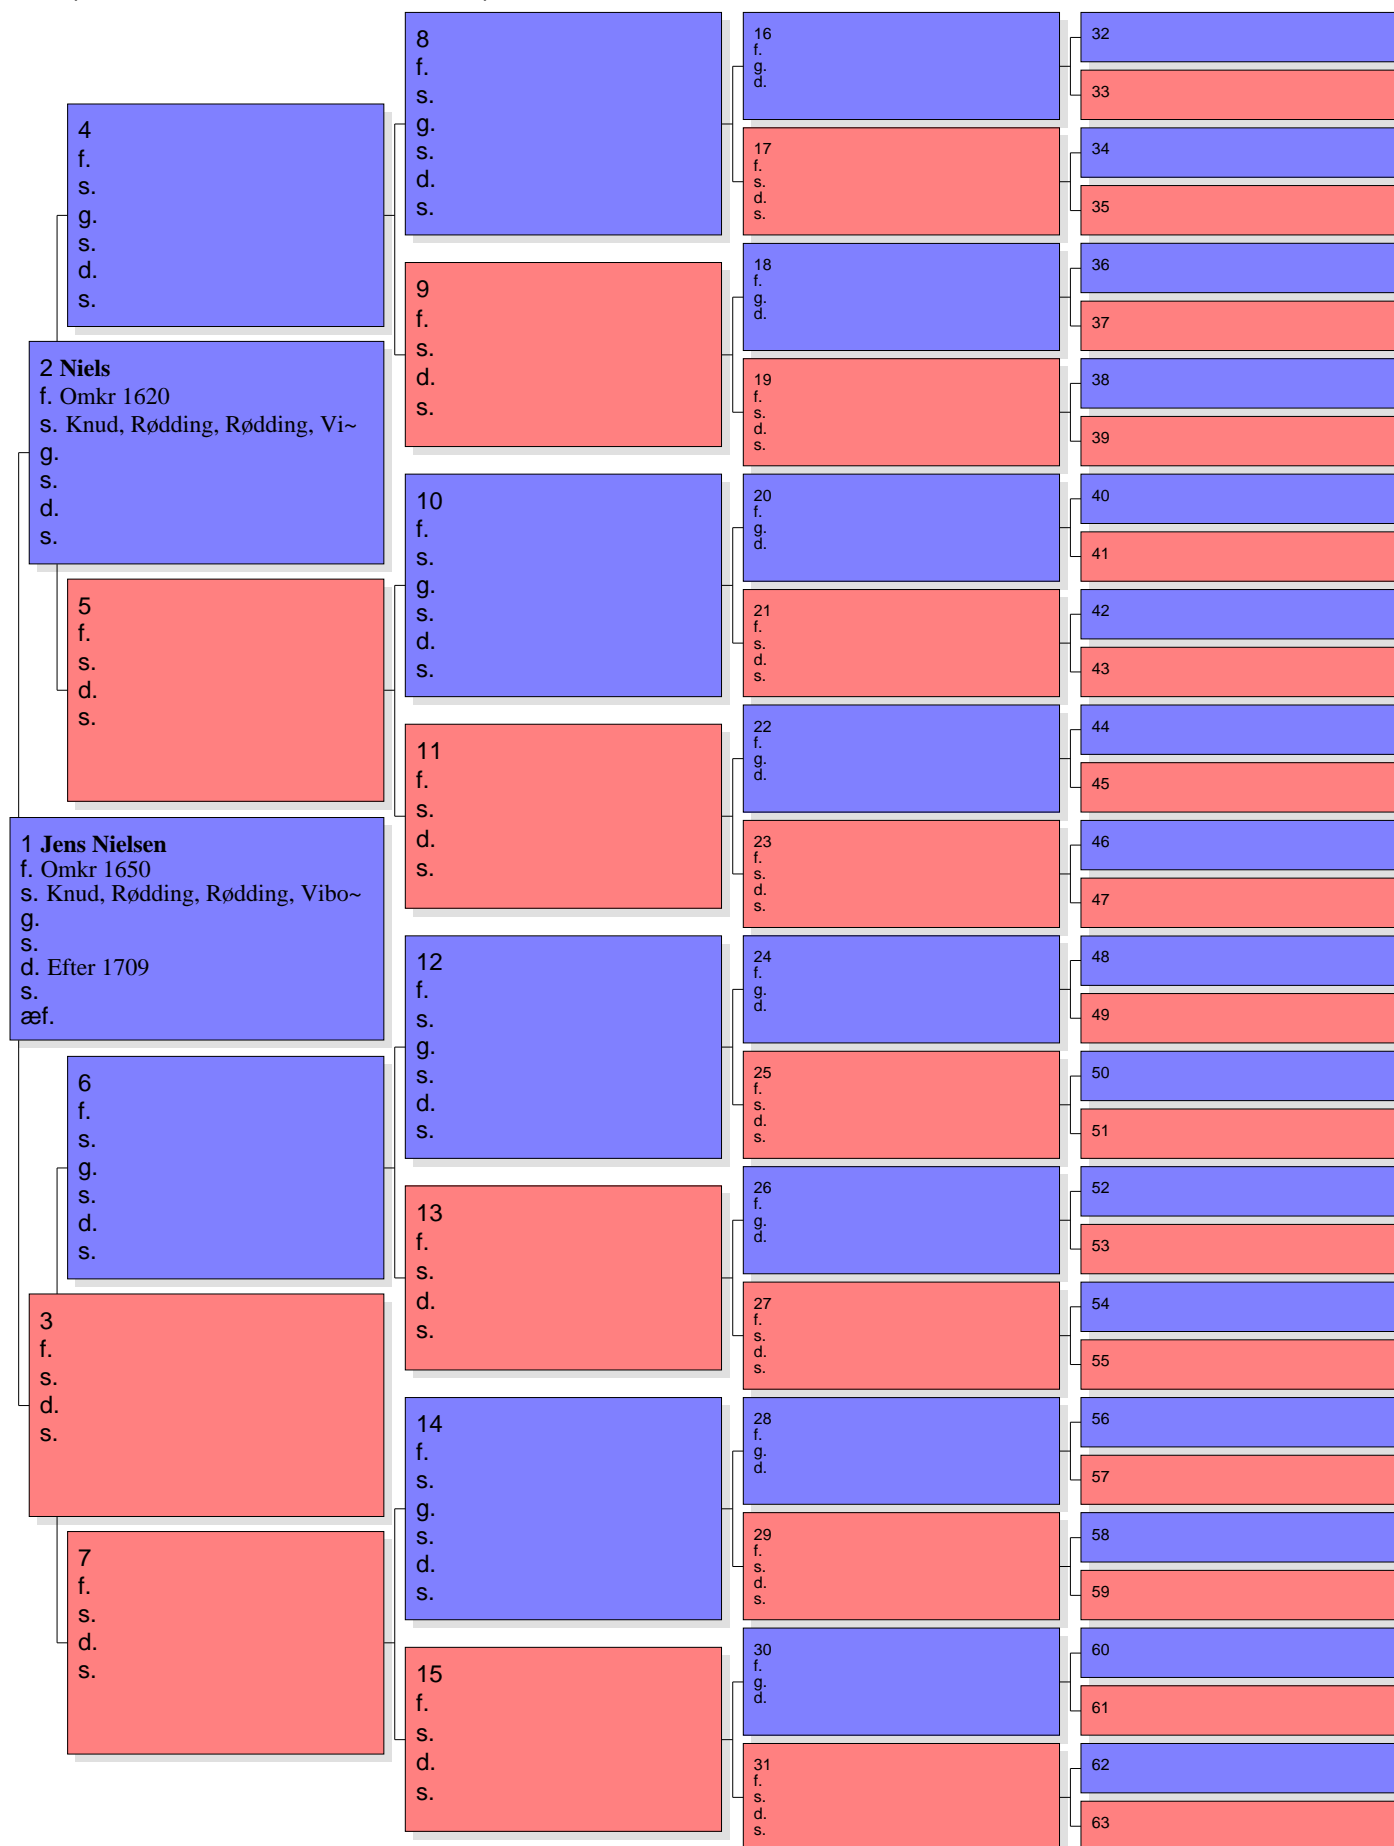 1 Jens Nielsen
f. Omkr 1650
s. Knud, Rødding, Rødding, Vibo~
g.
s.
d. Efter 1709
s.
æf.
2 Niels
f. Omkr 1620
s. Knud, Rødding, Rødding, Vi~
g.
s.
d.
s.
3
f.
s.
d.
s.
4
f.
s.
g.
s.
d.
s.
5
f.
s.
d.
s.
6
f.
s.
g.
s.
d.
s.
7
f.
s.
d.
s.
8
f.
s.
g.
s.
d.
s.
9
f.
s.
d.
s.
10
f.
s.
g.
s.
d.
s.
11
f.
s.
d.
s.
12
f.
s.
g.
s.
d.
s.
13
f.
s.
d.
s.
14
f.
s.
g.
s.
d.
s.
15
f.
s.
d.
s.
16
f.
g.
d.
17
f.
s.
d.
s.
18
f.
g.
d.
19
f.
s.
d.
s.
20
f.
g.
d.
21
f.
s.
d.
s.
22
f.
g.
d.
23
f.
s.
d.
s.
24
f.
g.
d.
25
f.
s.
d.
s.
26
f.
g.
d.
27
f.
s.
d.
s.
28
f.
g.
d.
29
f.
s.
d.
s.
30
f.
g.
d.
31
f.
s.
d.
s.
32
33
34
35
36
37
38
39
40
41
42
43
44
45
46
47
48
49
50
51
52
53
54
55
56
57
58
59
60
61
62
63